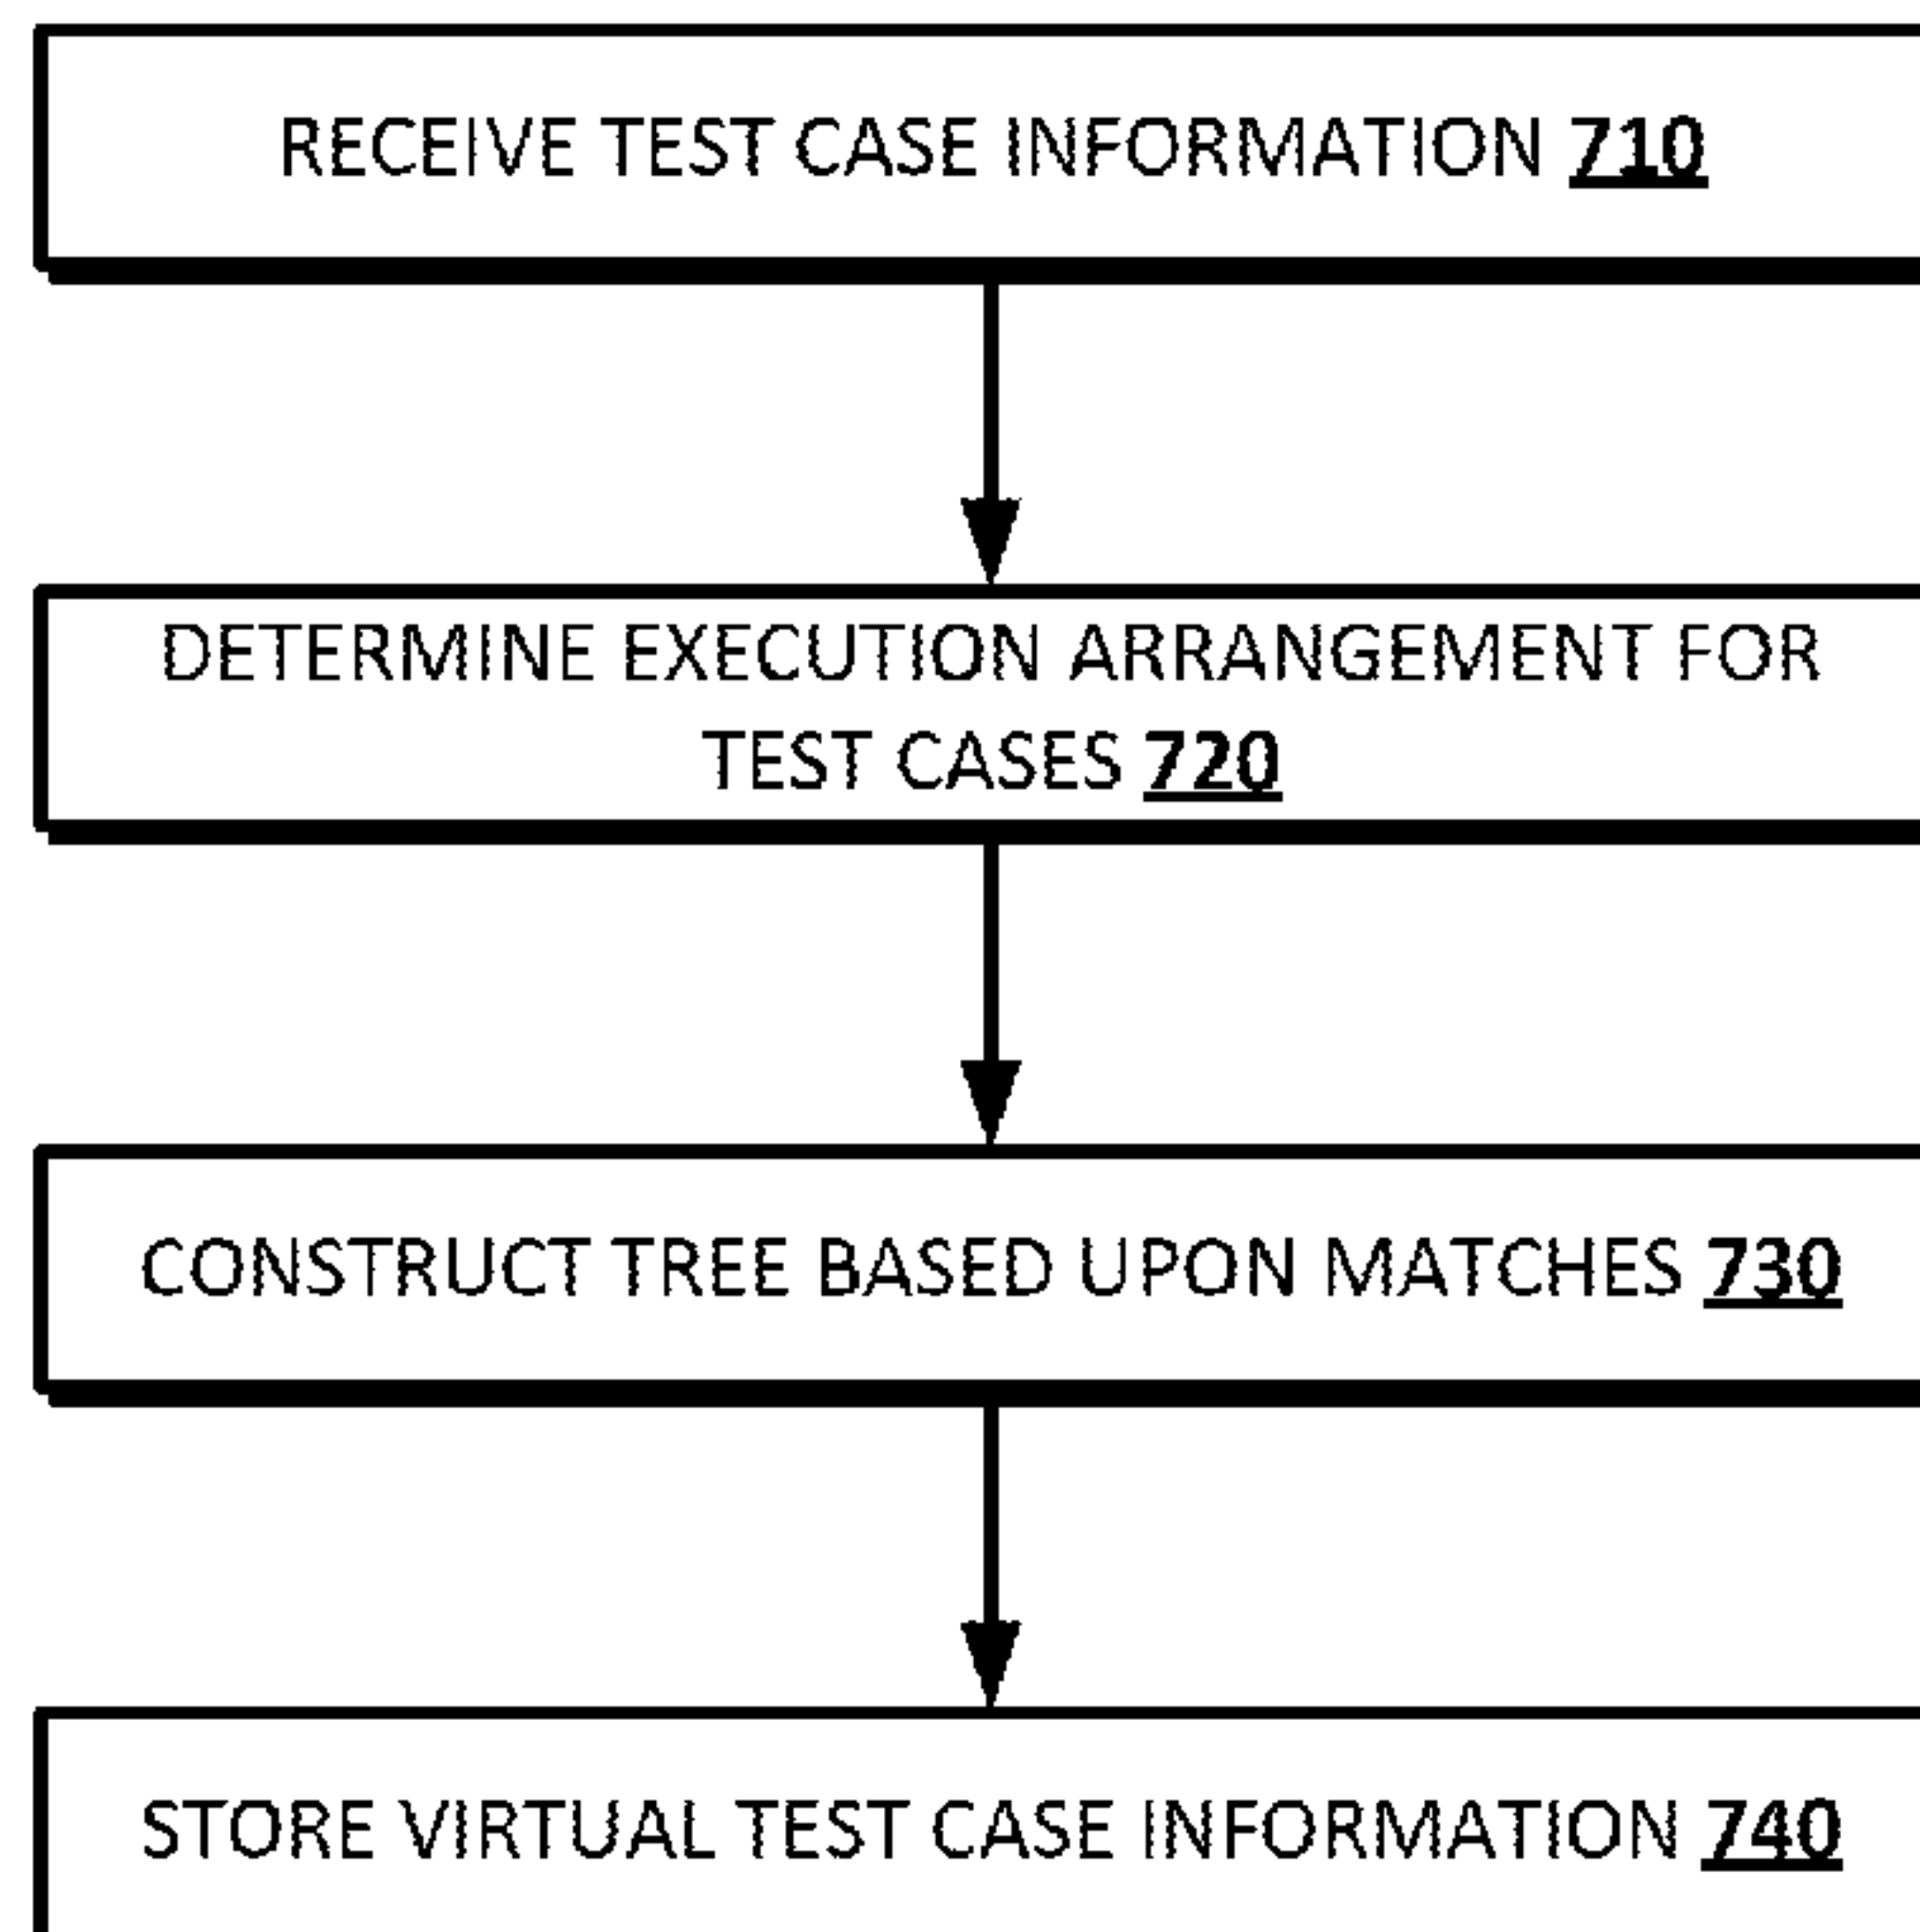 RECEIVE TEST CASE INFORMATION 710
DETERMINE EXECUTION ARRANGEMENT FOR
TEST CASES 720
CONSTRUCT TREE BASED UPON MATCHES 730
STORE VIRTUAL TEST CASE INFORMATION 740